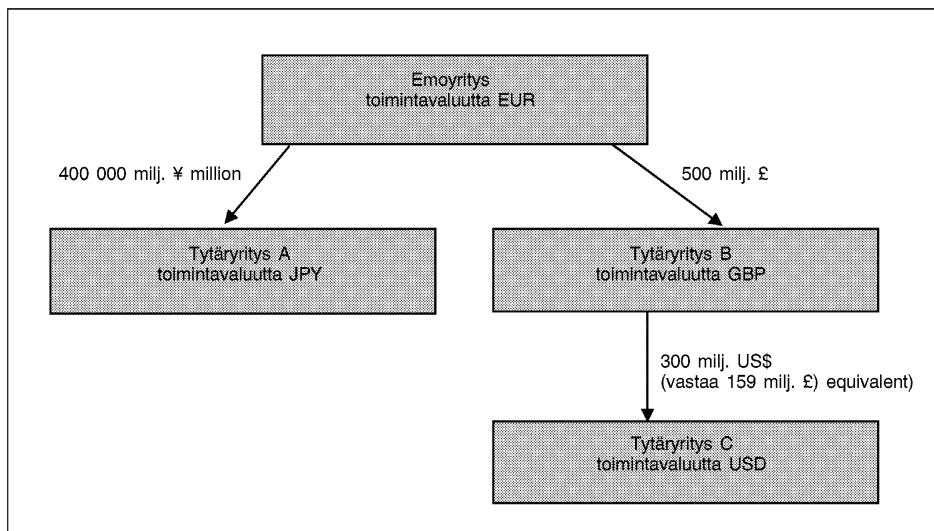 Emoyritys
toimintavaluutta EUR
400 000 milj. ¥ million
500 milj. £
Tytäryritys A
toimintavaluutta JPY
Tytäryritys B
toimintavaluutta GBP
300 milj. US$
(vastaa 159 milj. £) equivalent)
Tytäryritys C
toimintavaluutta USD